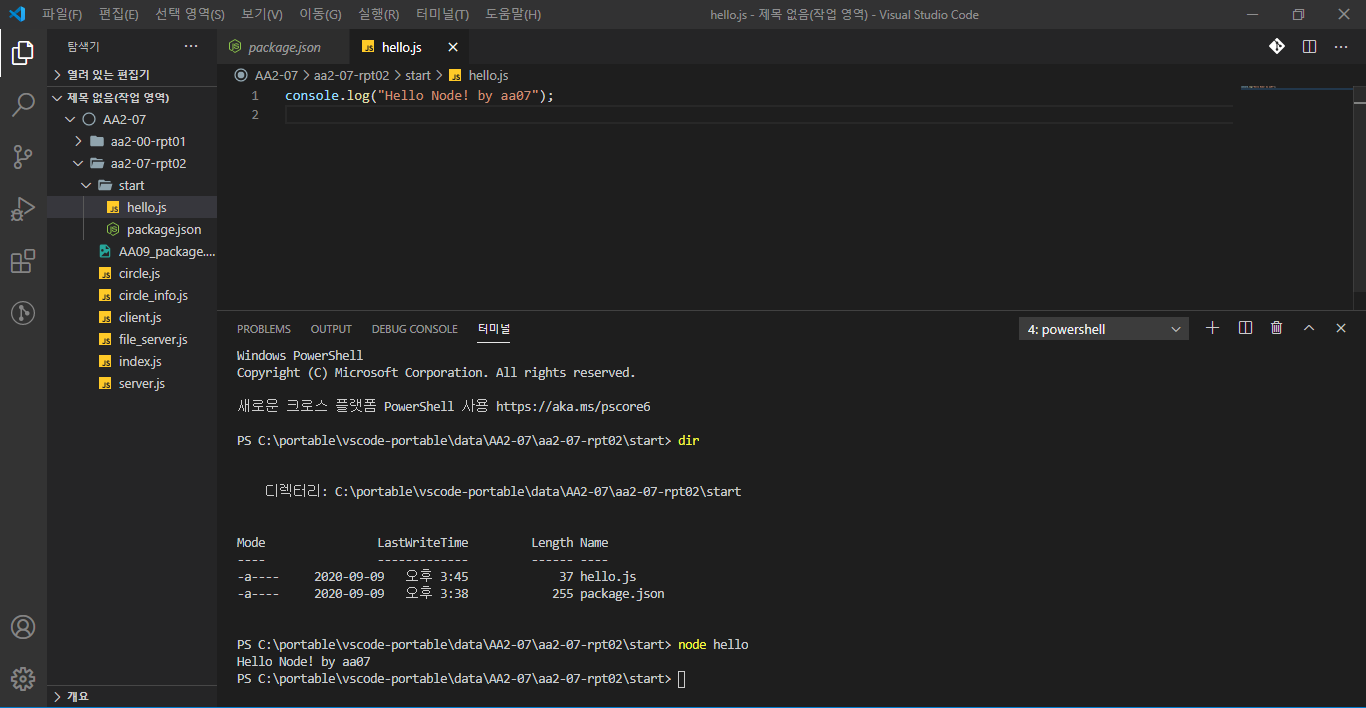 파일(F) 편집(E) 선택 영역(S) 보기(V) 이동(G) 실행(R) 터미널(T) 도움말(H) hello.js - 제목 없음(작업 영역) - Visual Studio Code
탐색기
열려 있는 편집기
제목 없음(작업 영역)
AA2-07
aa2-00-rpt01
aa2-07-rpt02
start
JS hello.js
package.json
AA09_package....
JS circle.js
JS circle_info.js
JS client.js
JS file_server.js
JS index.js
JS server.js
개요
package.json JS hello.js
AA2-07 > aa2-07-rpt02 > start > JS hello.js
1 console.log("Hello Node! by aa07");
2
PROBLEMS OUTPUT DEBUG CONSOLE 터미널 4: powershell
Windows PowerShell
Copyright (C) Microsoft Corporation. All rights reserved.
새로운 크로스 플랫폼 PowerShell 사용 https://aka.ms/pscore6
PS C:\portable\vscode-portable\data\AA2-07\aa2-07-rpt02\start> dir
디렉터리: C:\portable\vscode-portable\data\AA2-07\aa2-07-rpt02\start
Mode LastWriteTime Length Name
---- ------------- ------ ----
-a---- 2020-09-09 오후 3:45 37 hello.js
-a---- 2020-09-09 오후 3:38 255 package.json
PS C:\portable\vscode-portable\data\AA2-07\aa2-07-rpt02\start> node hello
Hello Node! by aa07
PS C:\portable\vscode-portable\data\AA2-07\aa2-07-rpt02\start>